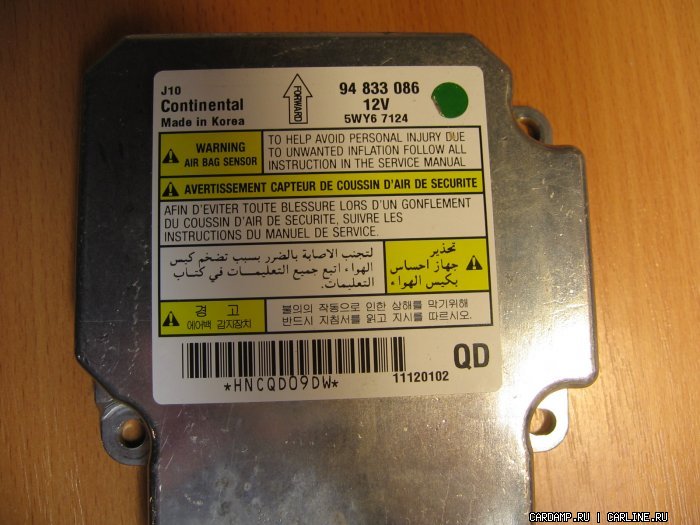 J10
Continental
Made in Korea
FORWARD
94 833 086
12V
5WY6 7124
WARNING
AIR BAG SENSOR
TO HELP AVOID PERSONAL INJURY DUE
TO UNWANTED INFLATION FOLLOW ALL
INSTRUCTION IN THE SERVICE MANUAL
AVERTISSEMENT CAPTEUR DE COUSSIN D'AIR DE SECURITE
AFIN D'EVITER TOUTE BLESSURE LORS D'UN GONFLEMENT
DU COUSSIN D'AIR DE SECURITE, SUIVRE LES
INSTRUCTIONS DU MANUEL DE SERVICE.
تحذير
جهاز احساس
بكيس الهواء
لتجنب الاصابة بالضرر بسبب تضخم كيس
الهواء اتبع جميع التعليمات في كتاب
التعليمات.
경 고
에어백 감지장치
불의의 작동으로 인한 상해를 막기위해
반드시 지침서를 읽고 지시를 따르시오.
*HNCQD09DW*
11120102
QD
CARDAMP.RU | CARLINE.RU